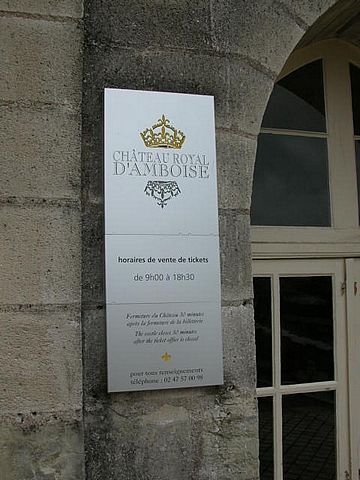 CHÂTEAU ROYAL
D'AMBOISE
horaires de vente de tickets
de 9h00 à 18h30
Fermeture du Château 30 minutes
après la fermeture de la billetterie
The castle closes 30 minutes
after the ticket office is closed
pour tous renseignements
téléphone : 02 47 57 00 98